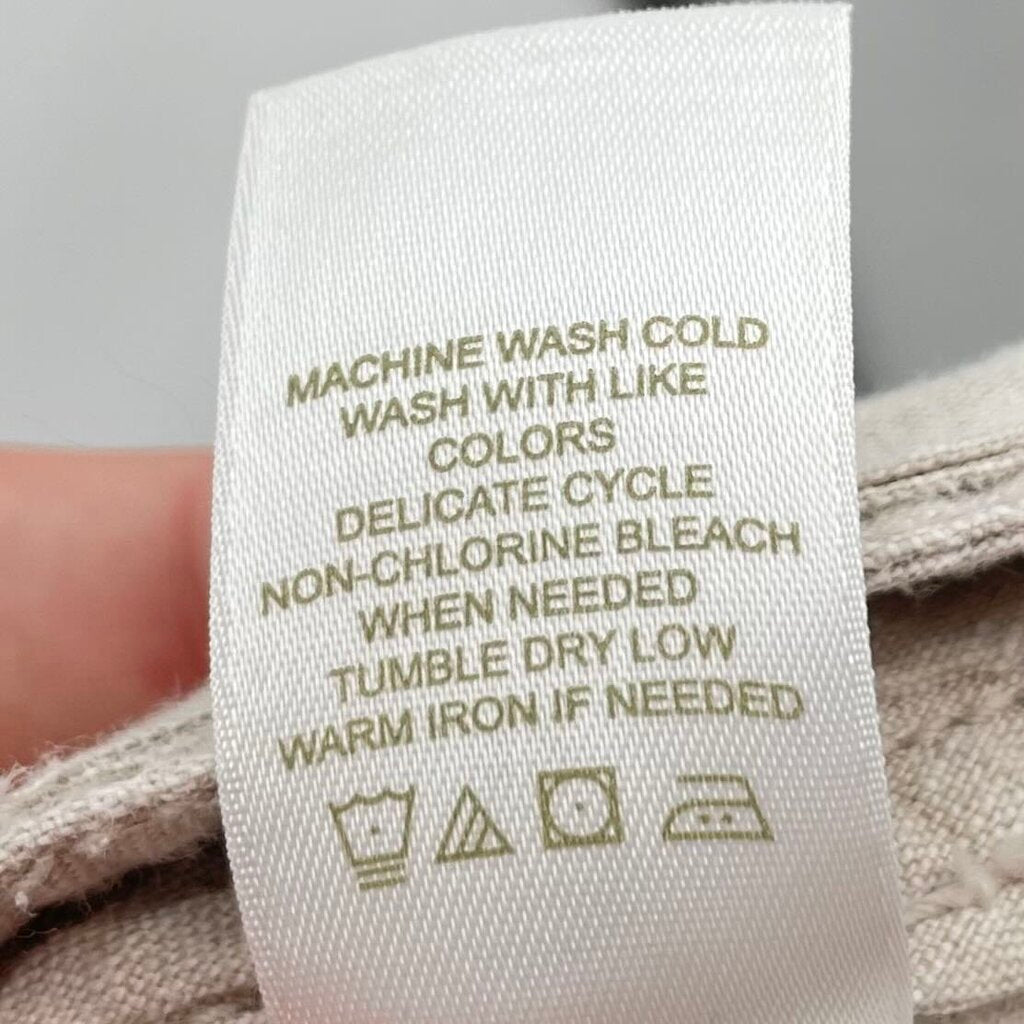 MACHINE WASH COLD
WASH WITH LIKE
COLORS
DELICATE CYCLE
NON-CHLORINE BLEACH
WHEN NEEDED
TUMBLE DRY LOW
WARM IRON IF NEEDED